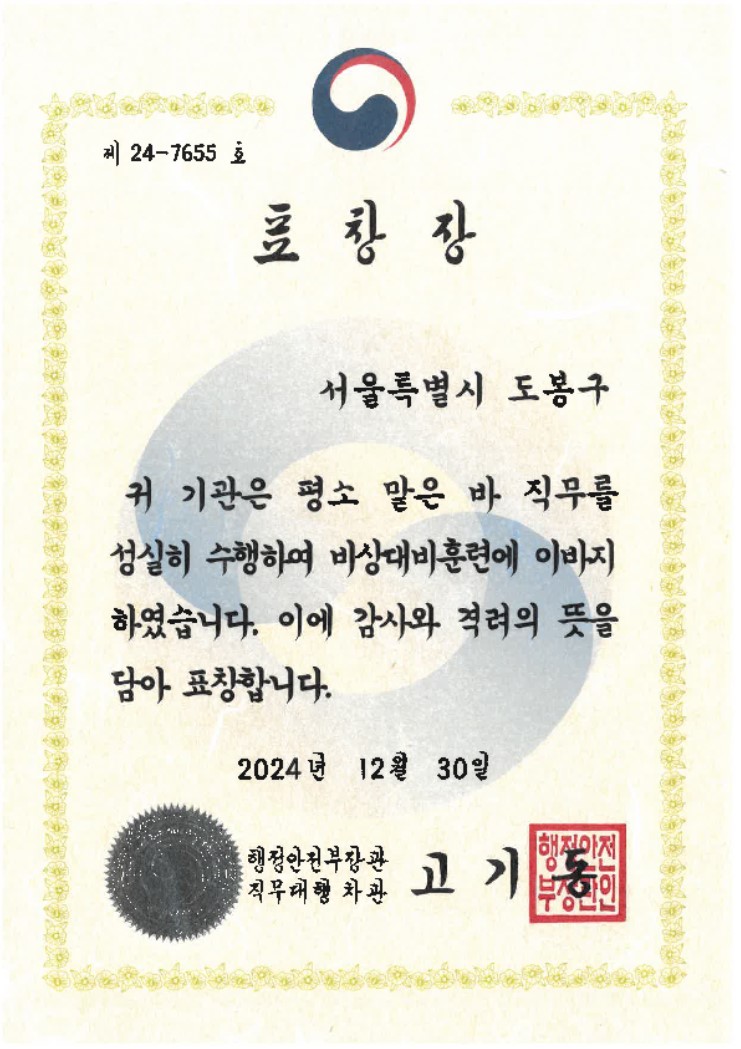 제 24-7655 호
표 창 장
서울특별시 도봉구
귀 기관은 평소 맡은 바 직무를
성실히 수행하여 비상대비훈련에 이바지
하였습니다. 이에 감사와 격려의 뜻을
담아 표창합니다.
2024년 12월 30일
행정안전부장관
직무대행 차관 고 기 동
행정안전
부장관인